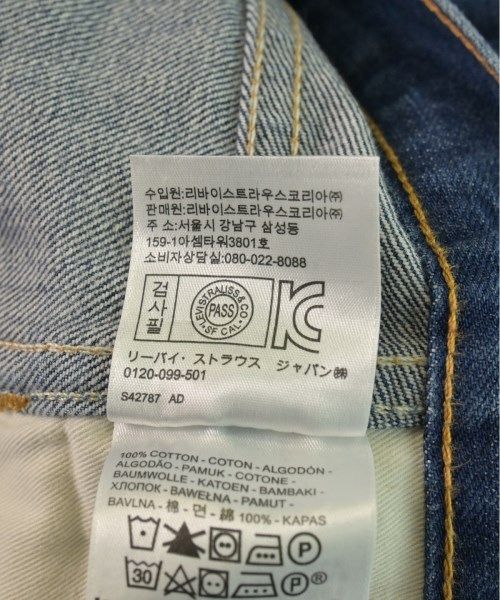 수입원:리바이스트라우스코리아㈜
판매원:리바이스트라우스코리아㈜
주 소:서울시 강남구 삼성동
159-1아셈타워3801호
소비자상담실:080-022-8088
검사필
LEVI STRAUSS & CO
PASS
SF CAL.
リーバイ・ストラウス ジャパン㈱
0120-099-501
S42787 AD
100% COTTON - COTON - ALGODÓN -
ALGODÃO - PAMUK - COTONE -
BAUMWOLLE - KATOEN - BAMBAKI -
ХЛОПОК - BAWEŁNA - PAMUT -
BAVLNA - 棉 - 면 - 綿 100% - KAPAS
P
30
P